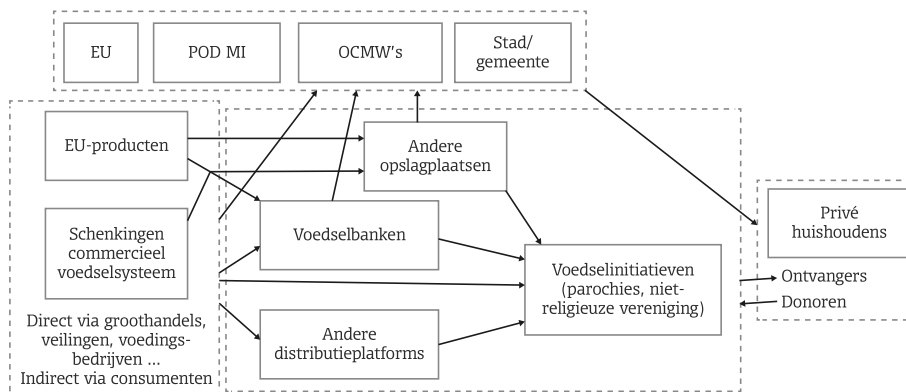 EU
POD MI
OCMW's
Stad/
gemeente
EU-producten
Andere
opslagplaatsen
Schenkingen
commercieel
voedselsysteem
Voedselbanken
Privé
huishoudens
Voedselinitiatieven
(parochies, niet-
religieuze vereniging)
Ontvangers
Donoren
Direct via groothandels,
veilingen, voedings-
bedrijven ...
Indirect via consumenten
Andere
distributieplatforms